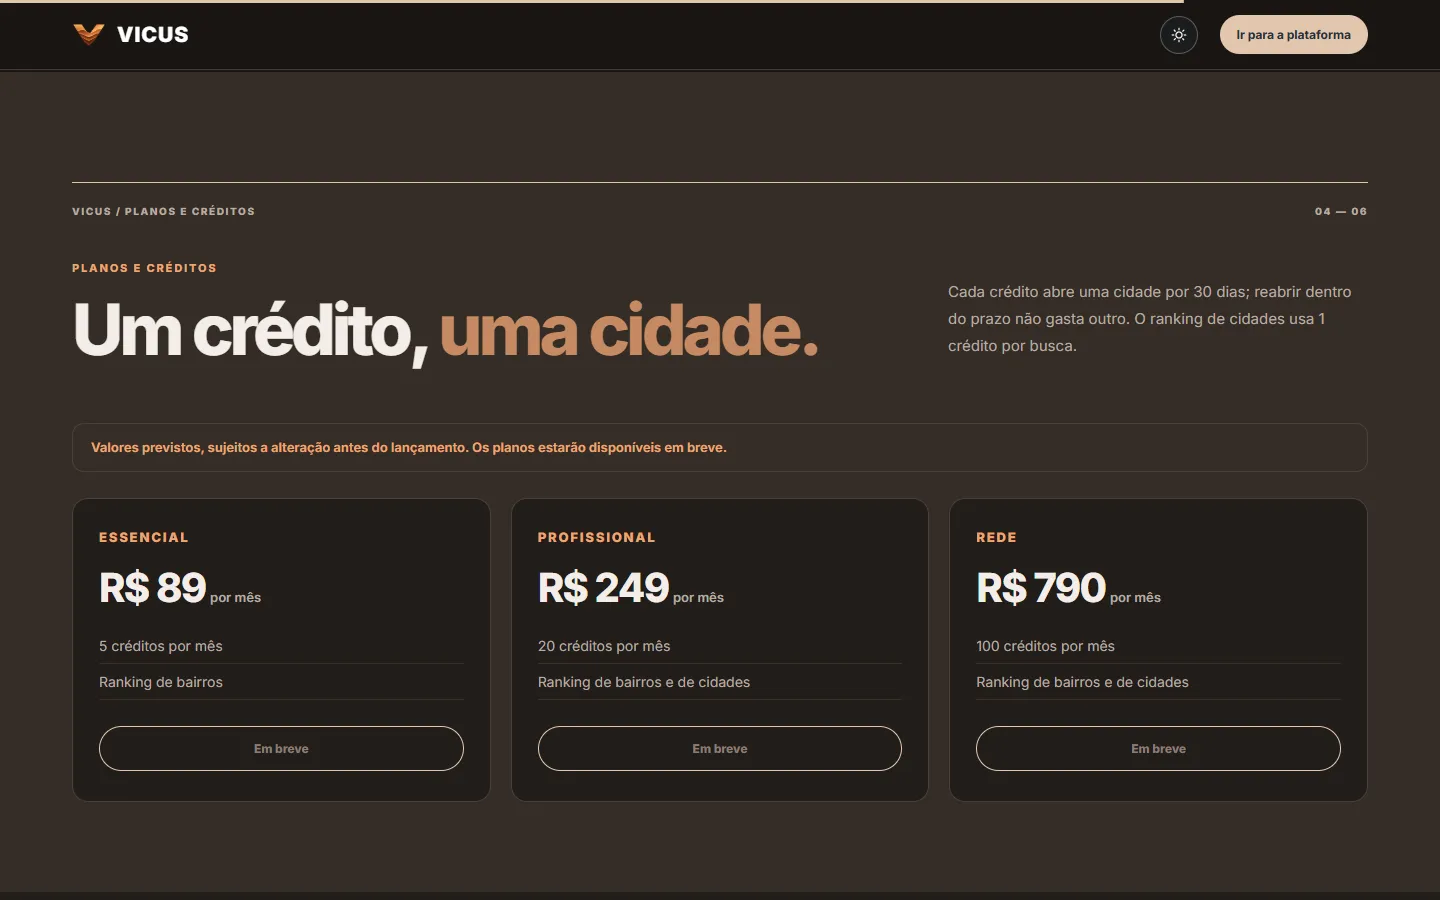 VICUS
Ir para a plataforma
VICUS / PLANOS E CRÉDITOS
04 — 06
PLANOS E CRÉDITOS
Um crédito, uma cidade.
Cada crédito abre uma cidade por 30 dias; reabrir dentro
do prazo não gasta outro. O ranking de cidades usa 1
crédito por busca.
Valores previstos, sujeitos a alteração antes do lançamento. Os planos estarão disponíveis em breve.
ESSENCIAL
R$ 89 por mês
5 créditos por mês
Ranking de bairros
Em breve
PROFISSIONAL
R$ 249 por mês
20 créditos por mês
Ranking de bairros e de cidades
Em breve
REDE
R$ 790 por mês
100 créditos por mês
Ranking de bairros e de cidades
Em breve